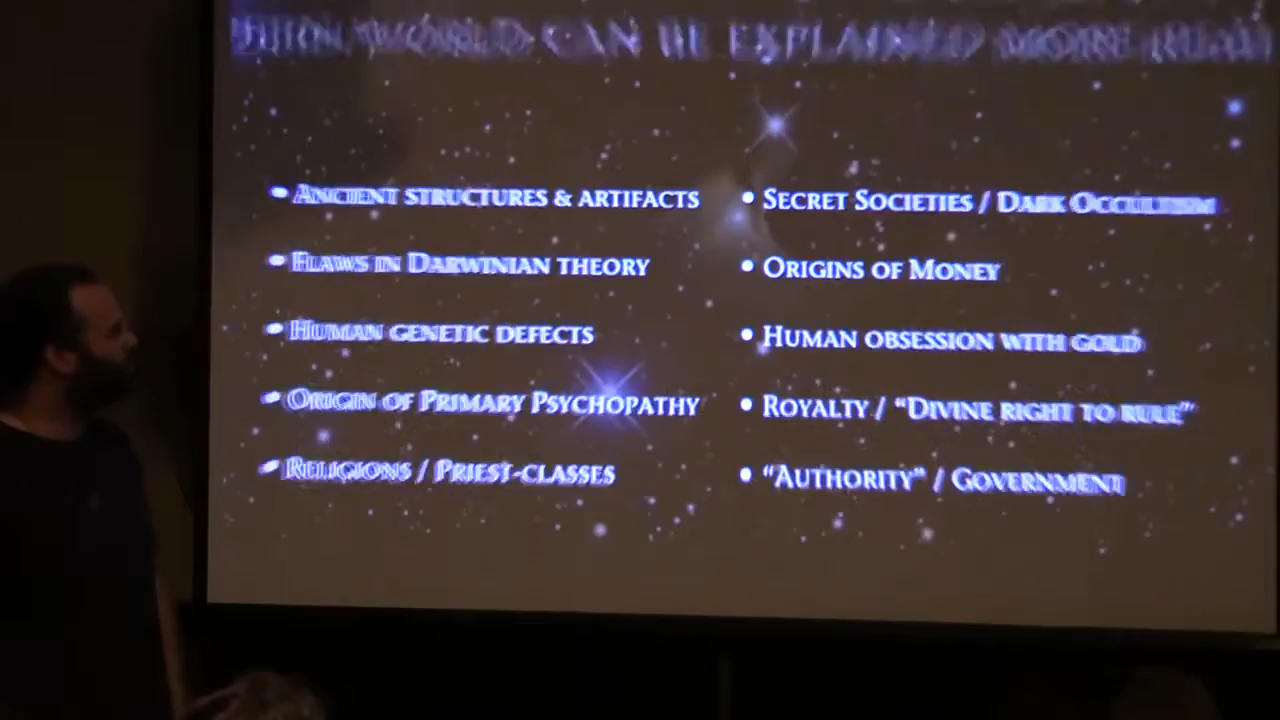 WORLD CAN BE EXPLAINED MORE
• ANCIENT STRUCTURES & ARTIFACTS
• FLAWS IN DARWINIAN THEORY
• HUMAN GENETIC DEFECTS
• ORIGIN OF PRIMARY PSYCHOPATHY
• RELIGIONS / PRIEST-CLASSES
• SECRET SOCIETIES / DARK OCCULTISM
• ORIGINS OF MONEY
• HUMAN OBSESSION WITH GOLD
• ROYALTY / “DIVINE RIGHT TO RULE”
• “AUTHORITY” / GOVERNMENT